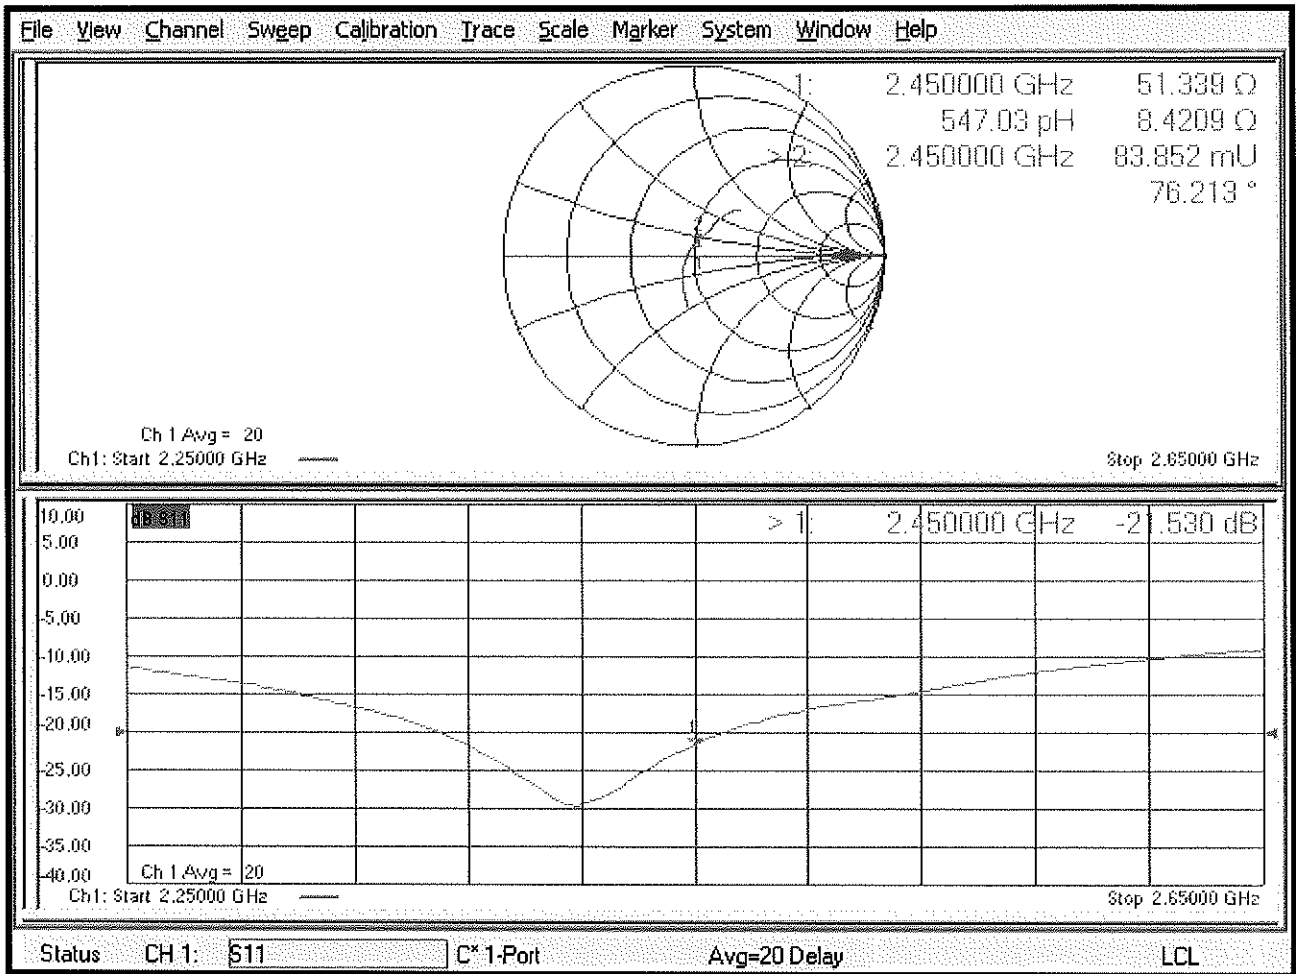 File View Channel Sweep Calibration Trace Scale Marker System Window Help
1: 2.450000 GHz 51.339 Ω
547.03 pH 8.4209 Ω
> 2: 2.450000 GHz 83.852 mU
76.213 °
Ch 1 Avg = 20
Ch1: Start 2.25000 GHz
Stop 2.65000 GHz
10.00
dB S11
> 1: 2.450000 GHz -21.530 dB
5.00
0.00
-5.00
-10.00
-15.00
-20.00
1
-25.00
-30.00
-35.00
-40.00
Ch 1 Avg = 20
Ch1: Start 2.25000 GHz
Stop 2.65000 GHz
Status CH 1: S11 C* 1-Port Avg=20 Delay LCL